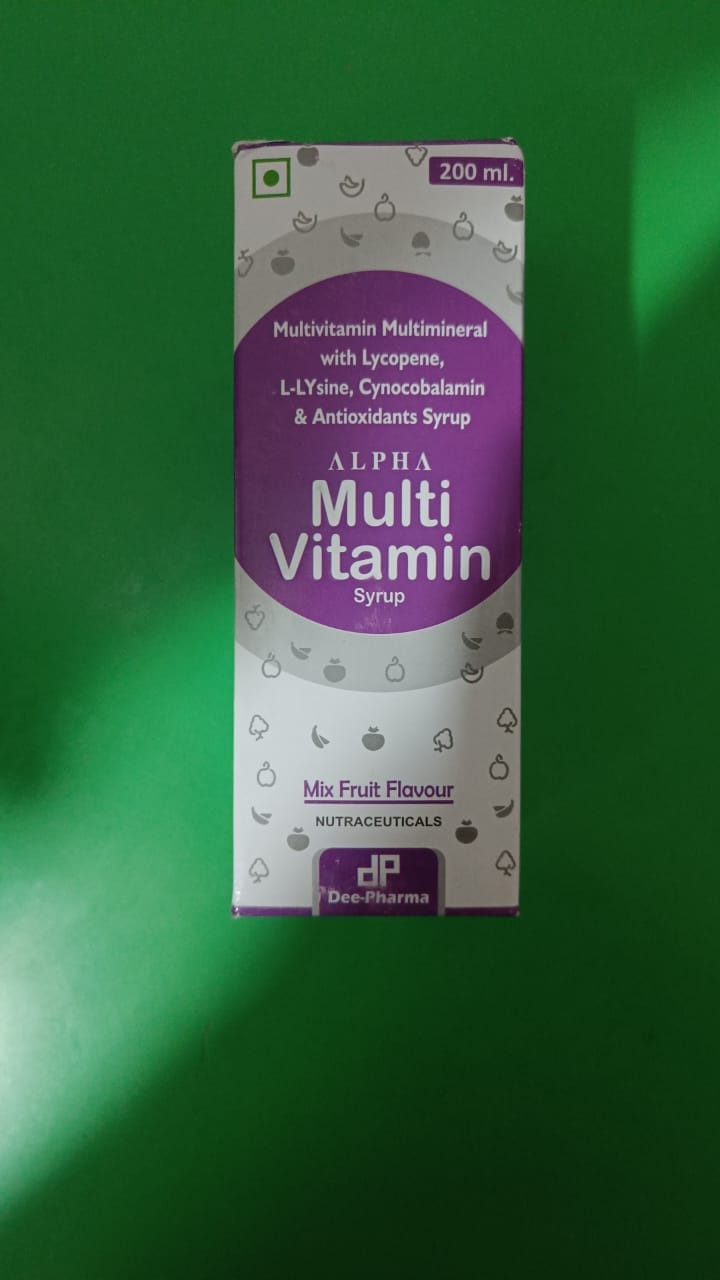 200 ml.
Multivitamin Multimineral
with Lycopene,
L-LYsine, Cynocobalamin
& Antioxidants Syrup
ALPHA
Multi
Vitamin
Syrup
Mix Fruit Flavour
NUTRACEUTICALS
dP
Dee-Pharma